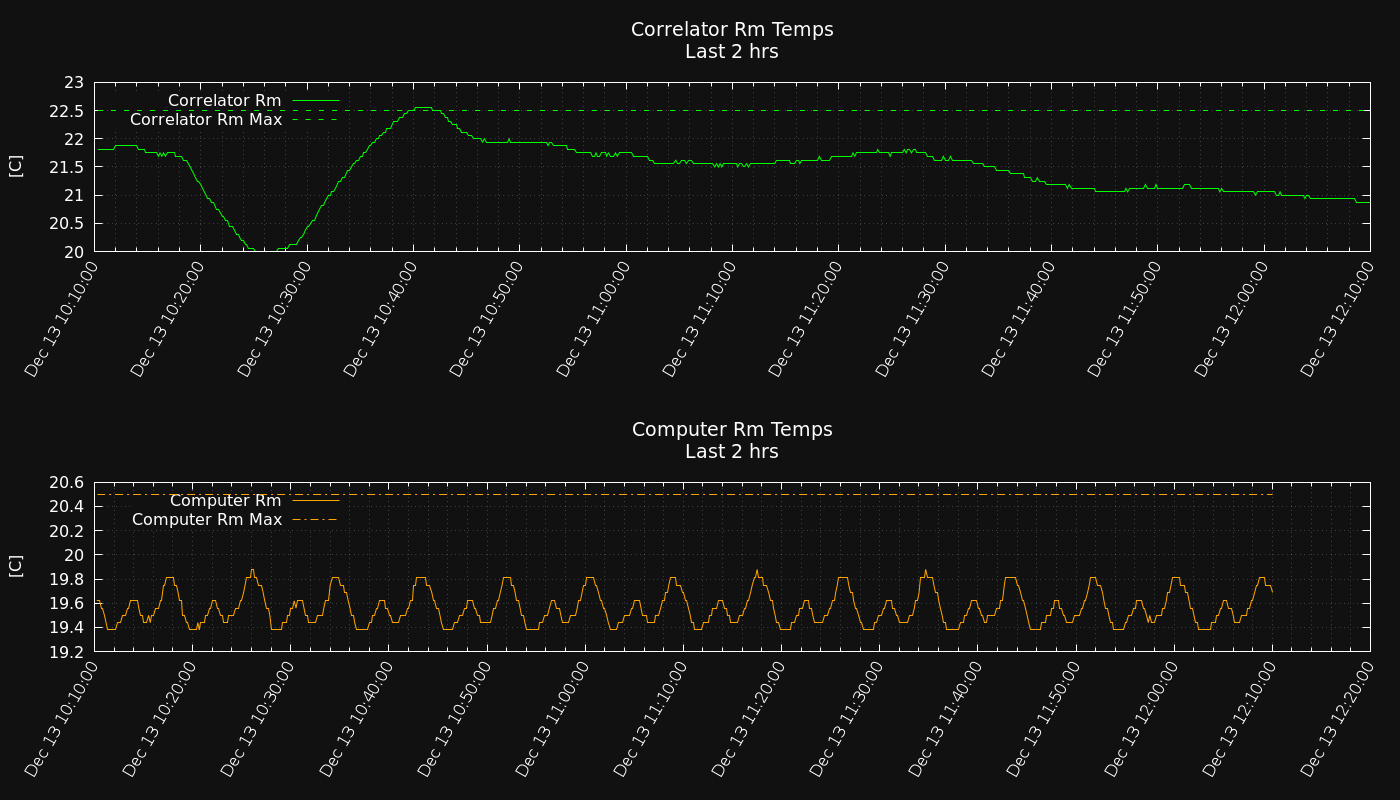 Correlator Rm Temps
Last 2 hrs
23
22.5
22
21.5
21
20.5
20
[C]
Correlator Rm
Correlator Rm Max
Dec 13 10:10:00
Dec 13 10:20:00
Dec 13 10:30:00
Dec 13 10:40:00
Dec 13 10:50:00
Dec 13 11:00:00
Dec 13 11:10:00
Dec 13 11:20:00
Dec 13 11:30:00
Dec 13 11:40:00
Dec 13 11:50:00
Dec 13 12:00:00
Dec 13 12:10:00
Computer Rm Temps
Last 2 hrs
20.6
20.4
20.2
20
19.8
19.6
19.4
19.2
[C]
Computer Rm
Computer Rm Max
Dec 13 10:10:00
Dec 13 10:20:00
Dec 13 10:30:00
Dec 13 10:40:00
Dec 13 10:50:00
Dec 13 11:00:00
Dec 13 11:10:00
Dec 13 11:20:00
Dec 13 11:30:00
Dec 13 11:40:00
Dec 13 11:50:00
Dec 13 12:00:00
Dec 13 12:10:00
Dec 13 12:20:00